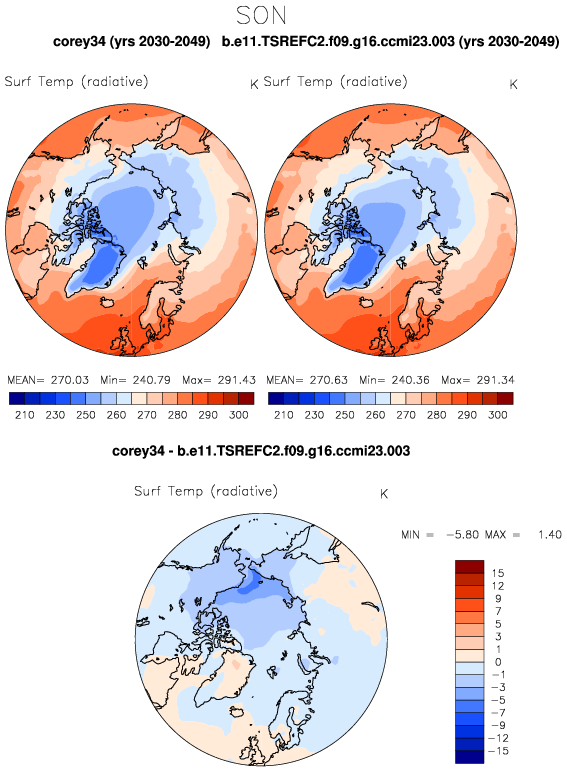 SON
corey34 (yrs 2030-2049) b.e11.TSREFC2.f09.g16.ccmi23.003 (yrs 2030-2049)
Surf Temp (radiative) K Surf Temp (radiative) K
MEAN= 270.03 Min= 240.79 Max= 291.43 MEAN= 270.63 Min= 240.36 Max= 291.34
210 230 250 260 270 280 290 300 210 230 250 260 270 280 290 300
corey34 - b.e11.TSREFC2.f09.g16.ccmi23.003
Surf Temp (radiative) K
MIN = -5.80 MAX = 1.40
15
12
9
7
5
3
1
0
-1
-3
-5
-7
-9
-12
-15